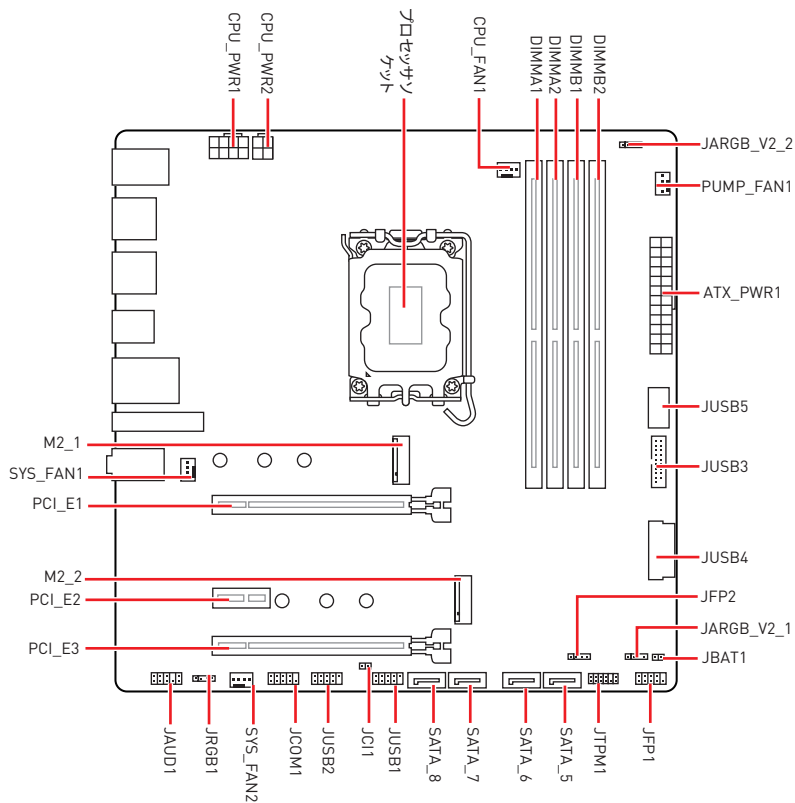 CPU_PWR1
CPU_PWR2
プロセッサソ
ケット
CPU_FAN1
DIMMA1
DIMMA2
DIMMB1
DIMMB2
JARGB_V2_2
PUMP_FAN1
ATX_PWR1
JUSB5
JUSB3
JUSB4
JFP2
JARGB_V2_1
JBAT1
M2_1
SYS_FAN1
PCI_E1
M2_2
PCI_E2
PCI_E3
JAUD1
JRGB1
SYS_FAN2
JCOM1
JUSB2
JCI1
JUSB1
SATA_8
SATA_7
SATA_6
SATA_5
JTPM1
JFP1